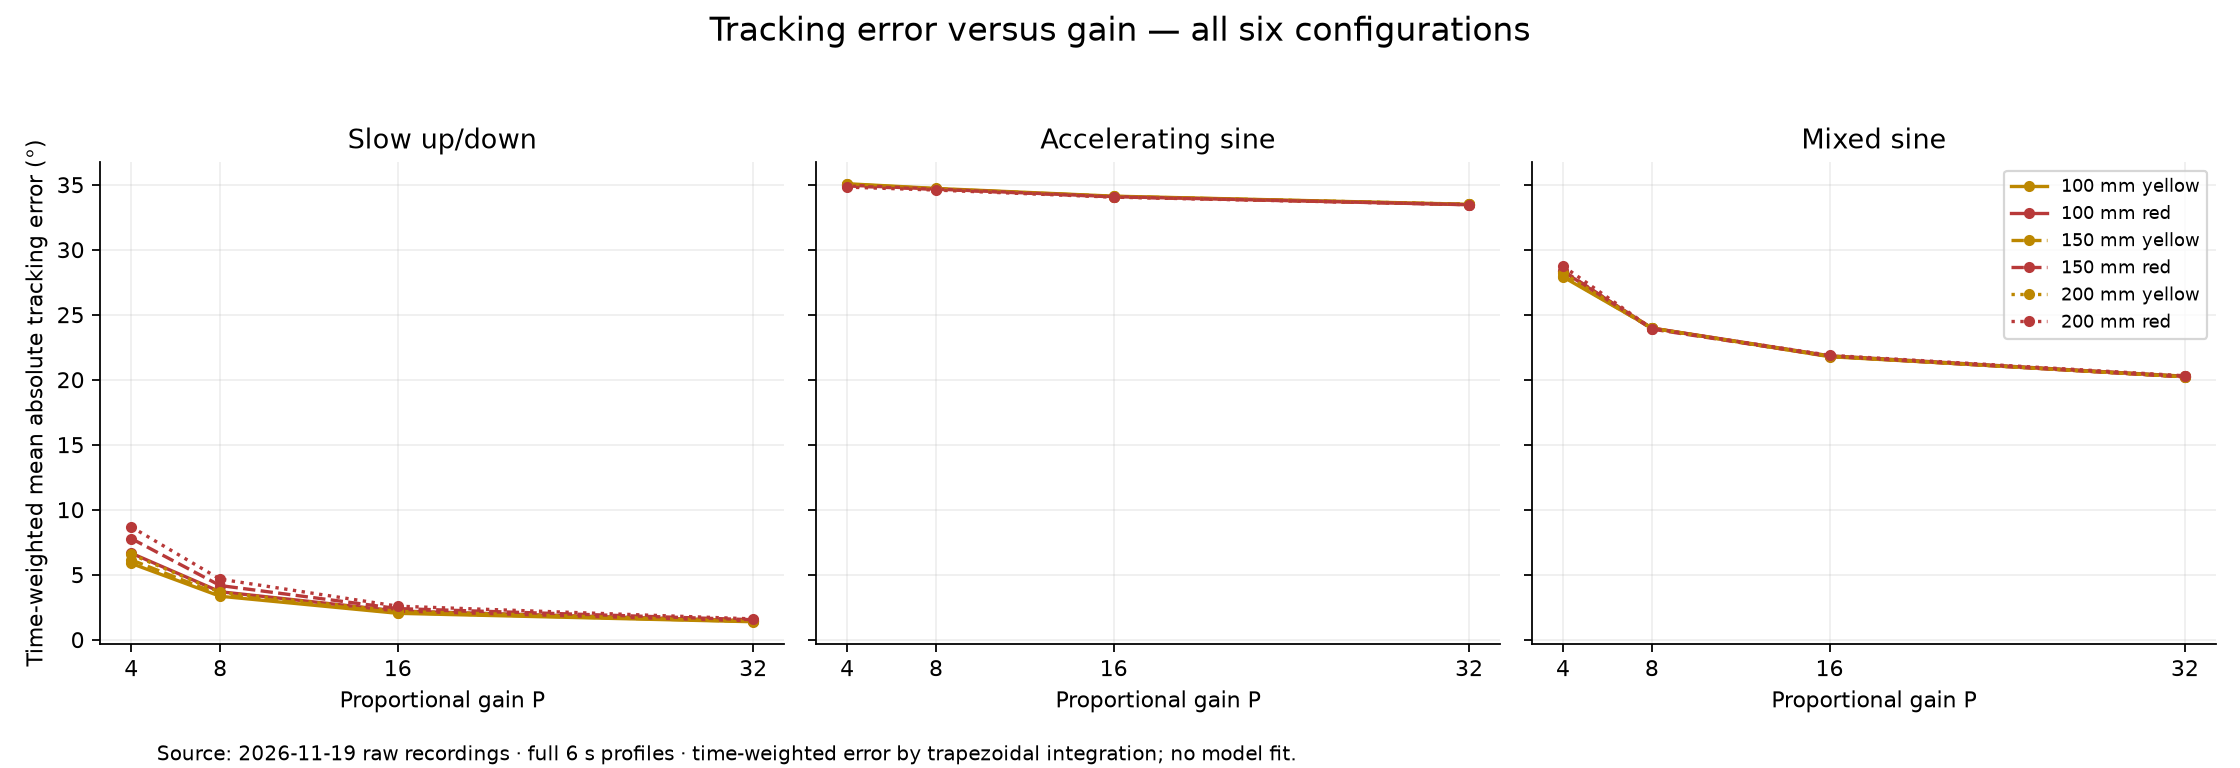 Tracking error versus gain — all six configurations
Slow up/down
Accelerating sine
Mixed sine
Time-weighted mean absolute tracking error (°)
35
30
25
20
15
10
5
0
100 mm yellow
100 mm red
150 mm yellow
150 mm red
200 mm yellow
200 mm red
4 8 16 32
4 8 16 32
4 8 16 32
Proportional gain P
Proportional gain P
Proportional gain P
Source: 2026-11-19 raw recordings · full 6 s profiles · time-weighted error by trapezoidal integration; no model fit.